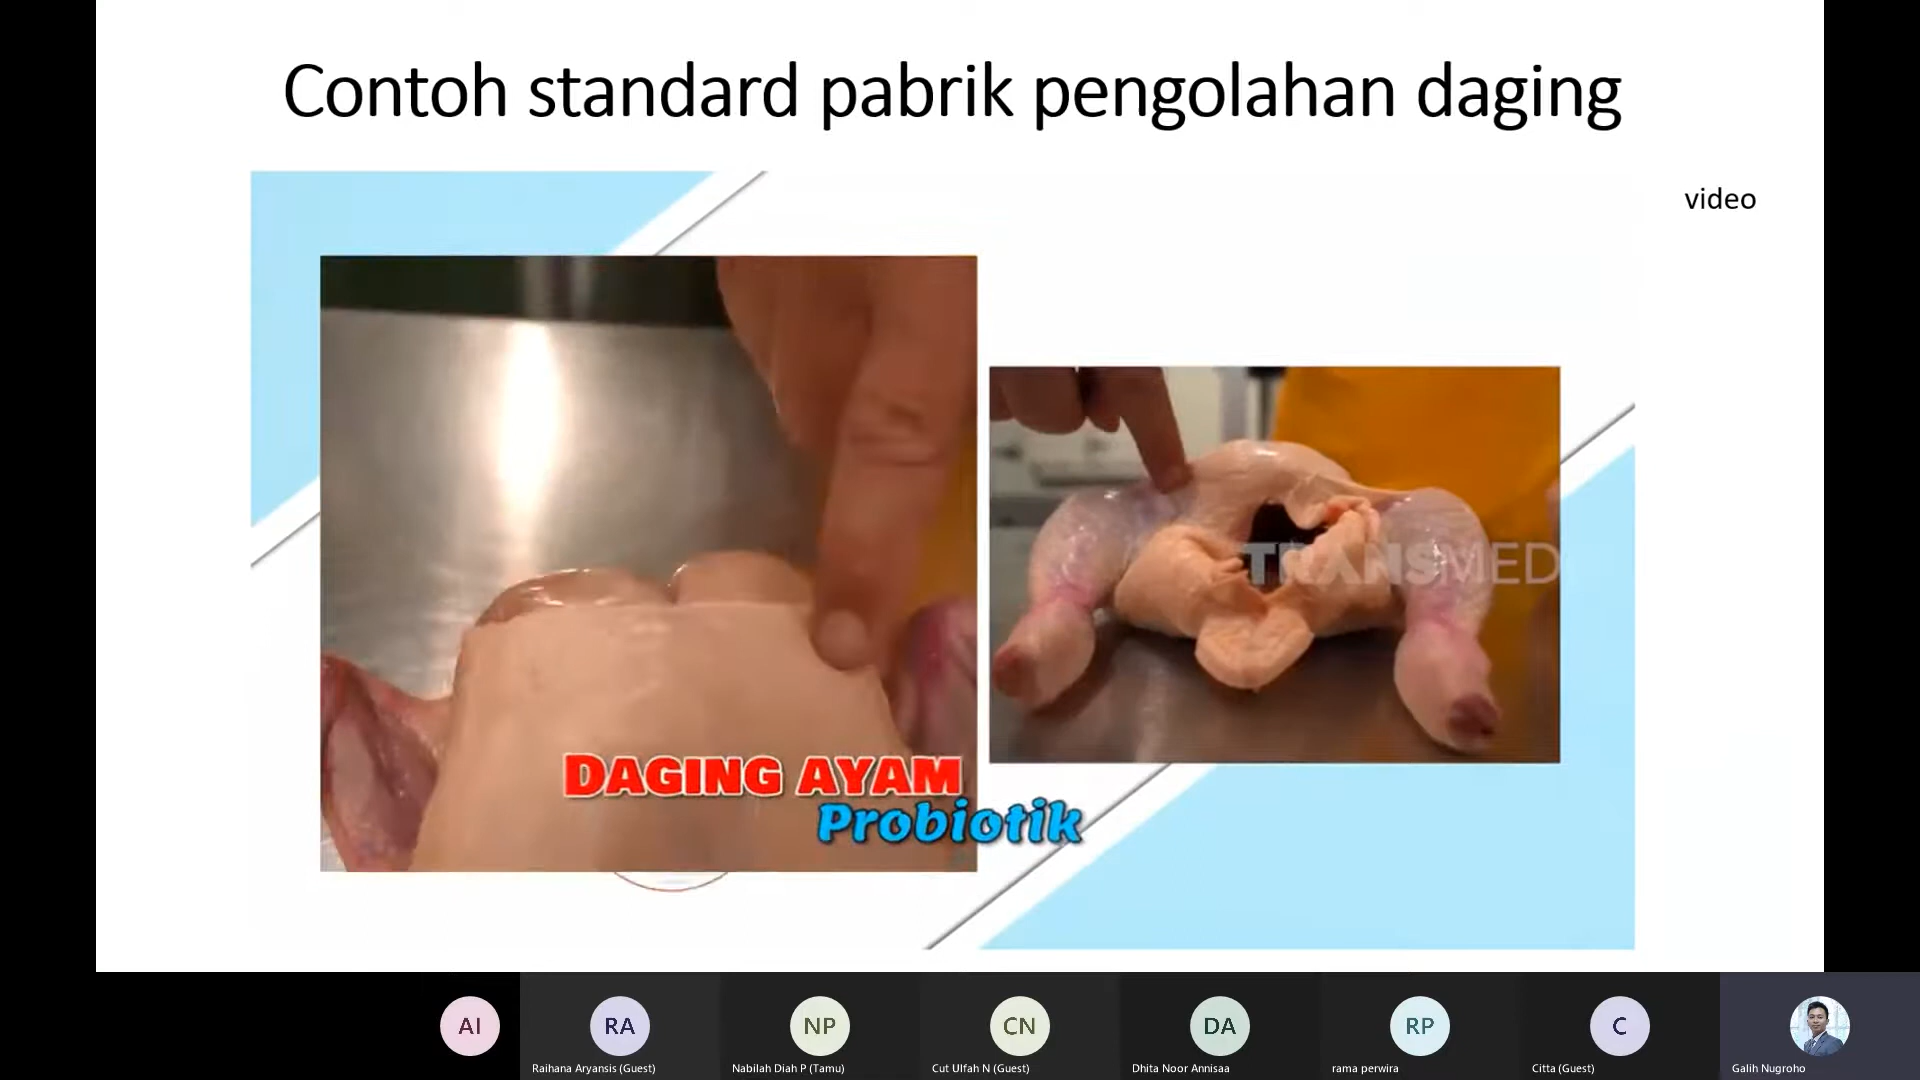 Contoh standard pabrik pengolahan daging
video
TRANSMED
DAGING AYAM
Probiotik
AI
RA
NP
CN
DA
RP
C
Raihana Aryansis (Guest)
Nabilah Diah P (Tamu)
Cut Ulfah N (Guest)
Dhita Noor Annisaa
rama perwira
Citta (Guest)
Galih Nugroho